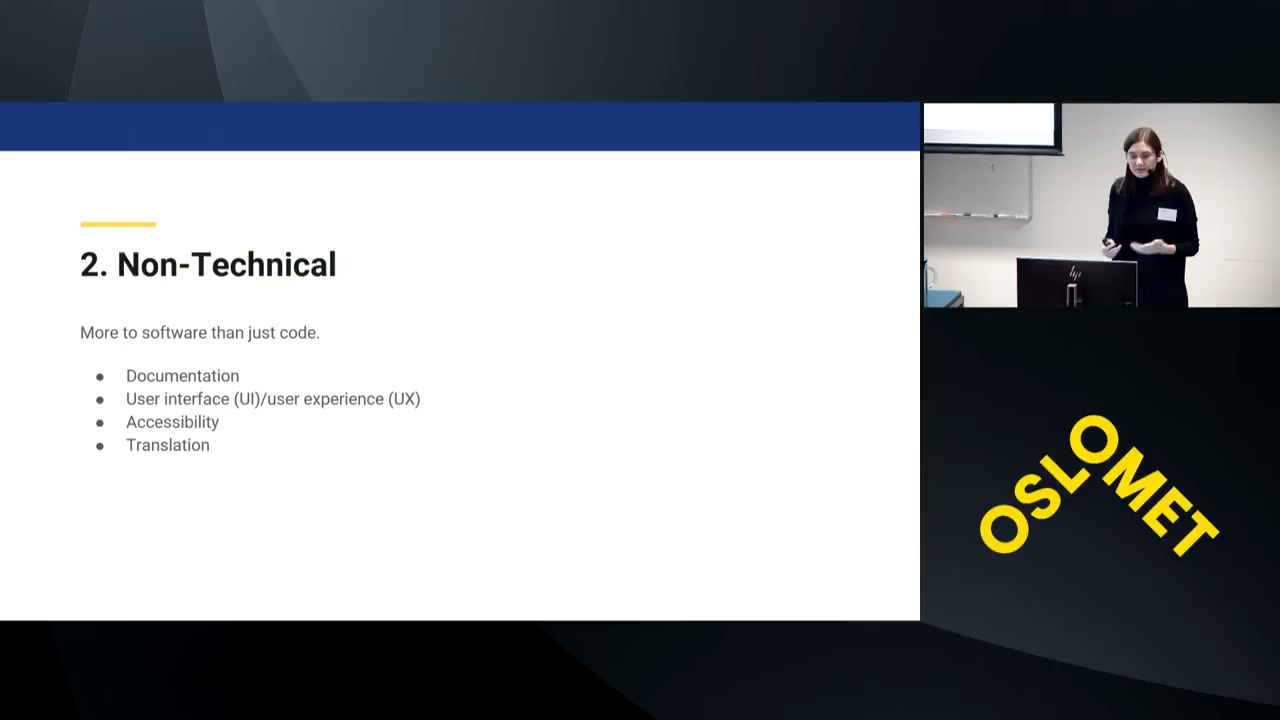 2. Non-Technical
More to software than just code.
● Documentation
● User interface (UI)/user experience (UX)
● Accessibility
● Translation
hp
OSLOMET